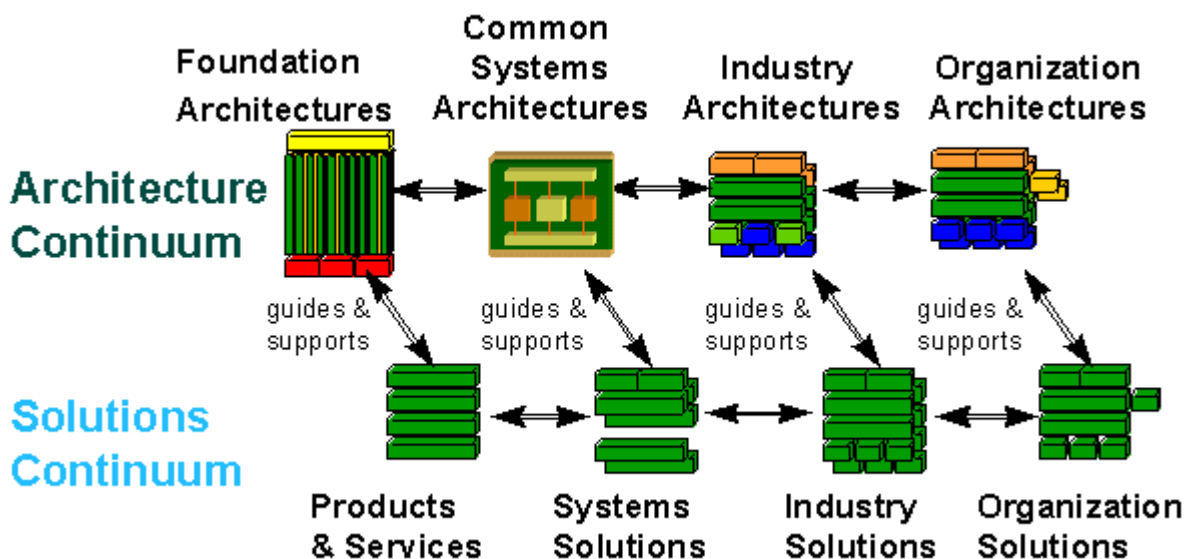 Foundation
Architectures
Common
Systems
Architectures
Industry
Architectures
Organization
Architectures
Architecture
Continuum
guides &
supports
guides &
supports
guides &
supports
guides &
supports
Solutions
Continuum
Products
& Services
Systems
Solutions
Industry
Solutions
Organization
Solutions